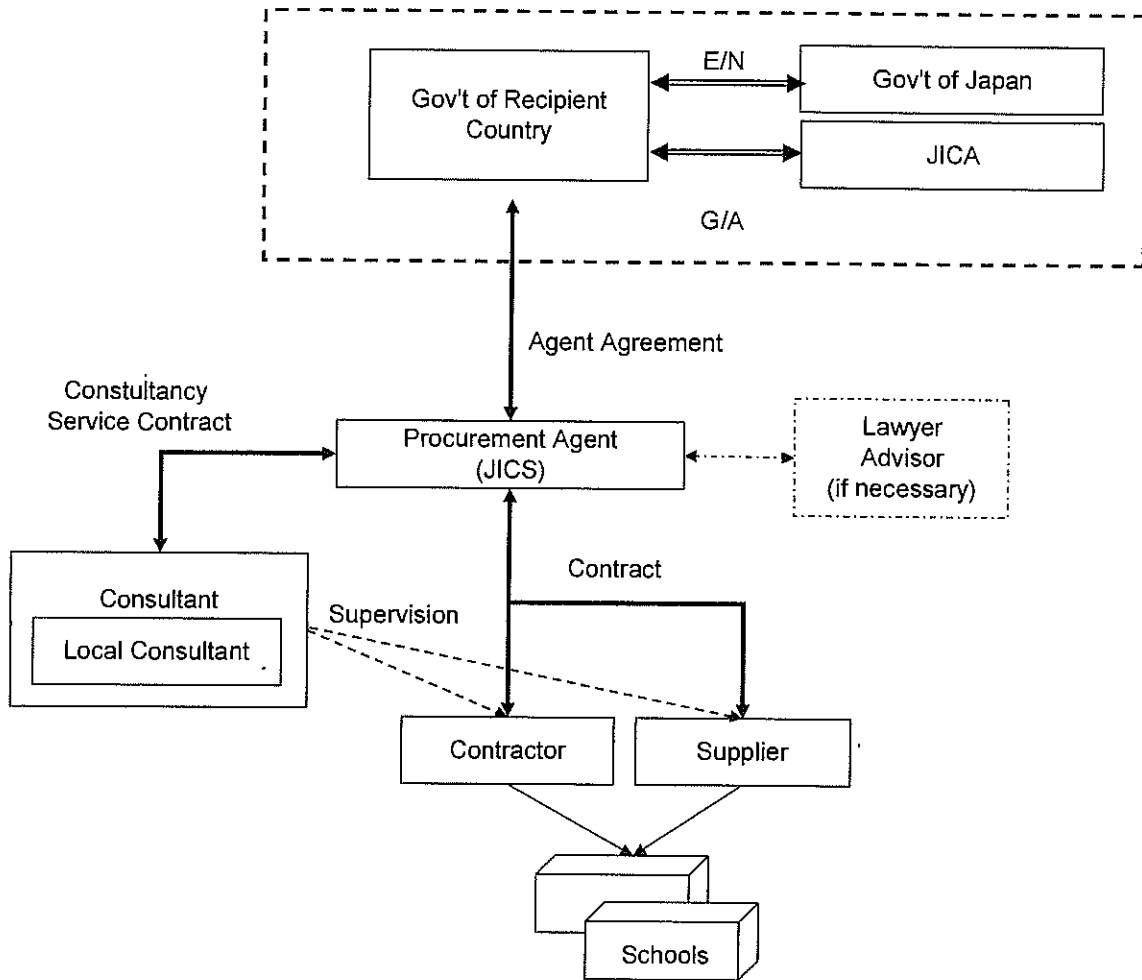 E/N
Gov't of Recipient
Country
Gov't of Japan
JICA
G/A
Agent Agreement
Constultancy
Service Contract
Procurement Agent
(JICS)
Lawyer
Advisor
(if necessary)
Contract
Consultant
Local Consultant
Supervision
Contractor
Supplier
Schools